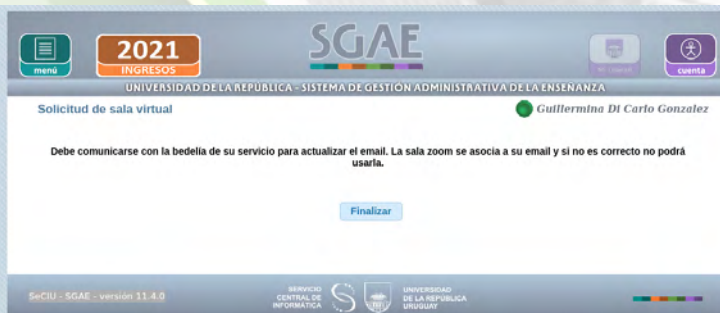 SGAE
2021
INGRESOS
menú
cuenta
UNIVERSIDAD DE LA REPÚBLICA - SISTEMA DE GESTIÓN ADMINISTRATIVA DE LA ENSEÑANZA
Solicitud de sala virtual
Guillermina Di Carlo Gonzalez
Debe comunicarse con la bedelía de su servicio para actualizar el email. La sala zoom se asocia a su email y si no es correcto no podrá
usarla.
Finalizar
SeCIU - SGAE - versión 11.4.0
SERVICIO
CENTRAL DE
INFORMÁTICA
UNIVERSIDAD
DE LA REPÚBLICA
URUGUAY